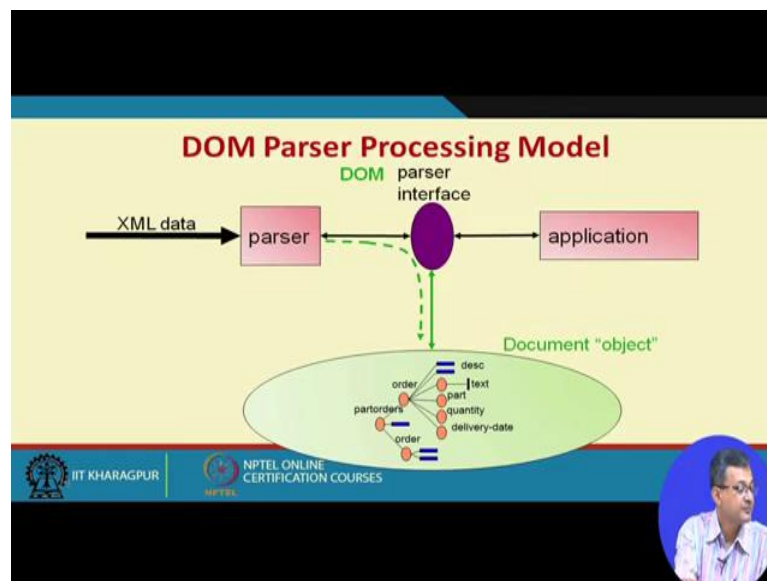 DOM Parser Processing Model
DOM parser
interface
XML data
parser
application
Document "object"
desc
order
text
part
partorders
quantity
delivery-date
order
IIT KHARAGPUR
NPTEL ONLINE
CERTIFICATION COURSES
NPTEL